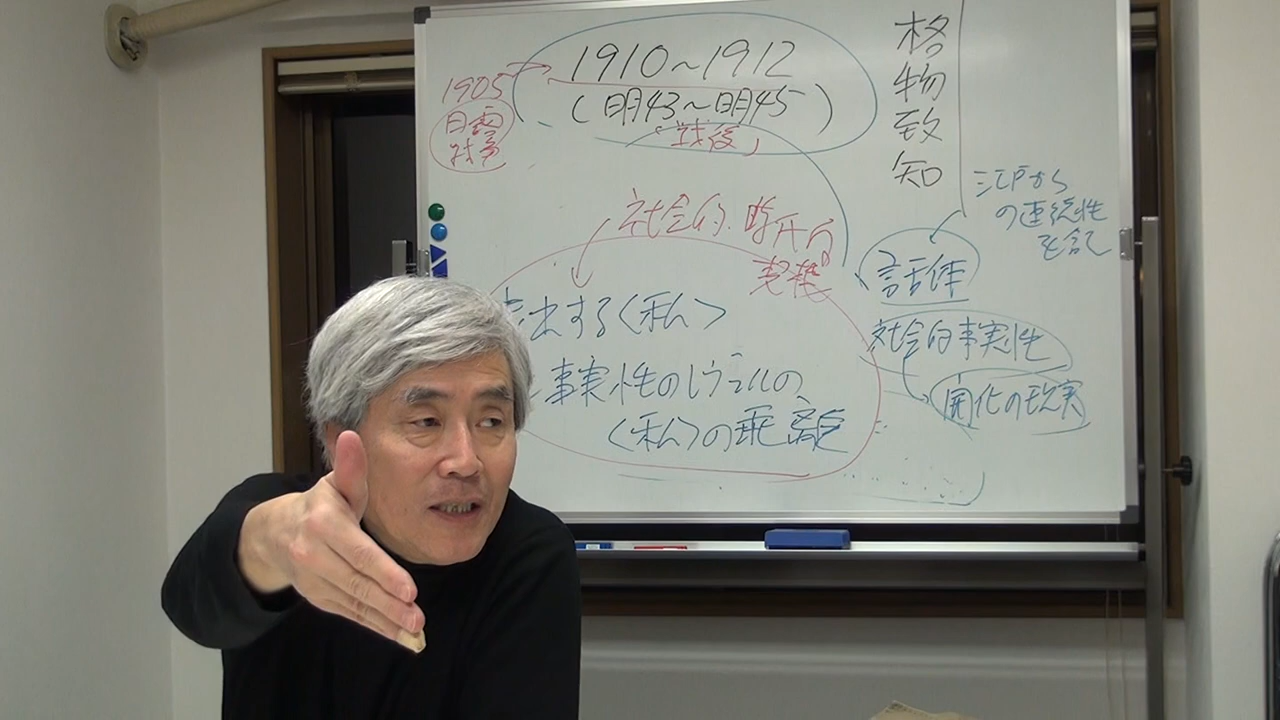 1910〜1912
(明43〜明45)
「戦後」
1905
日露
戦争
格
物
致
知
江戸から
の連続性
を含む
社会的、時代的
契機
言話体
社会的事実性
開化の現実
出する〈私〉
事実性のレヴェルの、
〈私〉の乖離